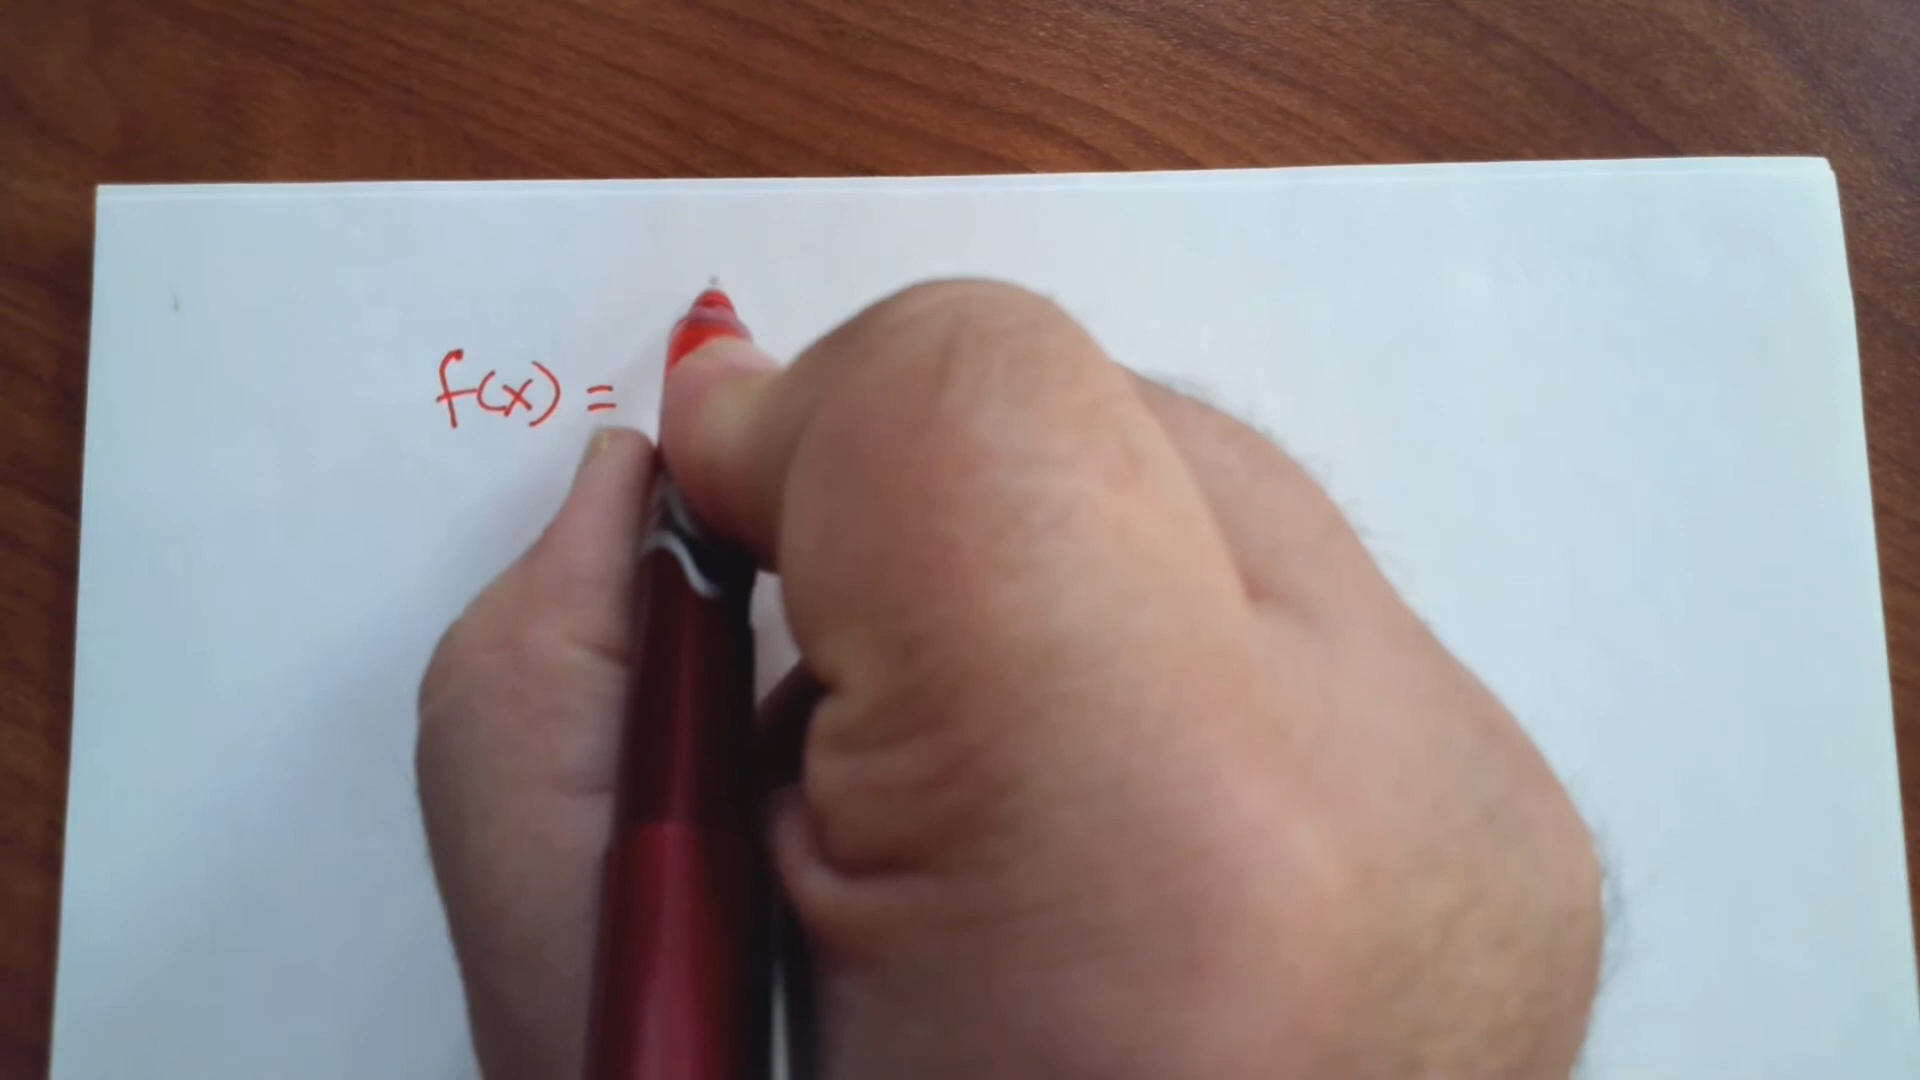 f(x) =